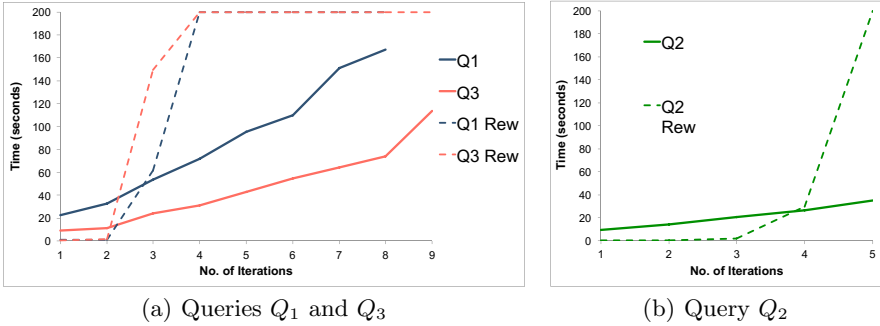 200
180
160
140
120
100
80
60
40
20
0
Time (seconds)
1 2 3 4 5 6 7 8 9
No. of Iterations
Q1
Q3
Q1 Rew
Q3 Rew
(a) Queries Q1 and Q3
200
180
160
140
120
100
80
60
40
20
0
Time (seconds)
1 2 3 4 5
No. of Iterations
Q2
Q2
Rew
(b) Query Q2